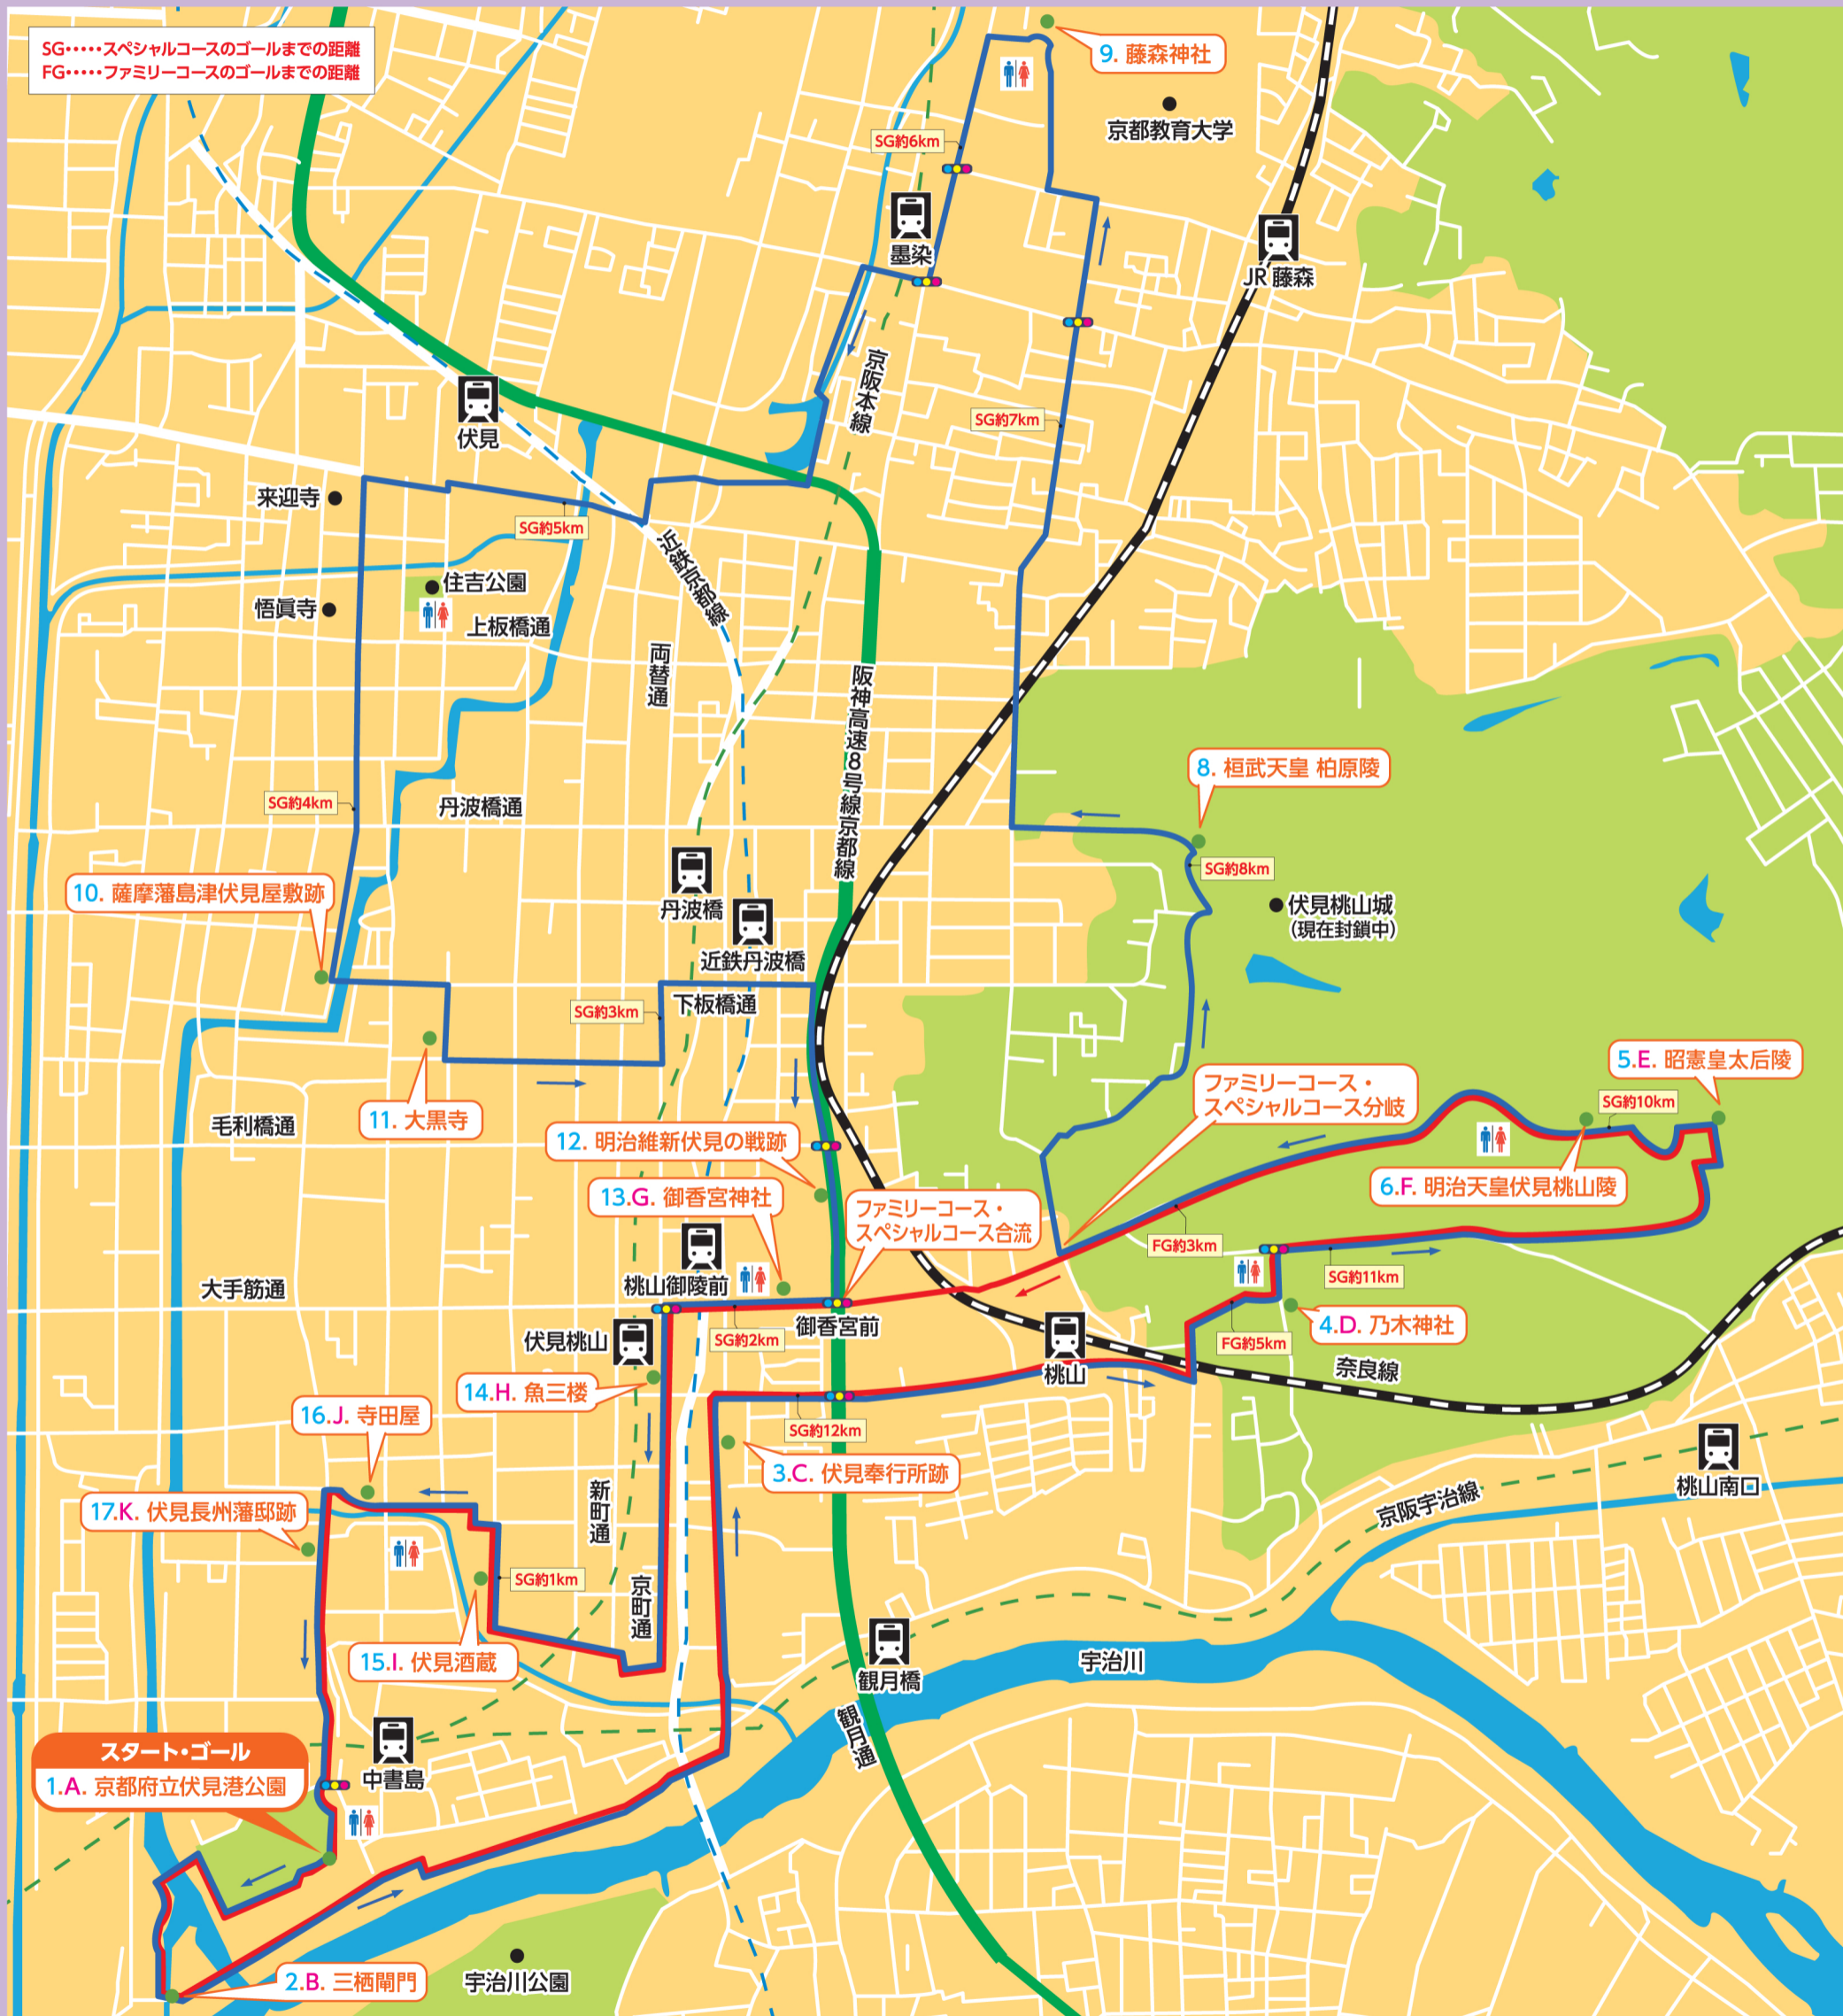 SG･････スペシャルコースのゴールまでの距離
FG･････ファミリーコースのゴールまでの距離
9. 藤森神社
京都教育大学
SG約6km
墨染
JR 藤森
京阪本線
伏見
SG約7km
来迎寺
SG約5km
近鉄京都線
住吉公園
悟眞寺
上板橋通
両替通
阪神高速8号線京都線
8. 桓武天皇 柏原陵
SG約4km
丹波橋通
SG約8km
10. 薩摩藩島津伏見屋敷跡
丹波橋
伏見桃山城
(現在封鎖中)
近鉄丹波橋
下板橋通
SG約3km
5.E. 昭憲皇太后陵
ファミリーコース・
スペシャルコース分岐
SG約10km
11. 大黒寺
毛利橋通
12. 明治維新伏見の戦跡
6.F. 明治天皇伏見桃山陵
13.G. 御香宮神社
ファミリーコース・
スペシャルコース合流
FG約3km
桃山御陵前
大手筋通
SG約11km
御香宮前
伏見桃山
SG約2km
4.D. 乃木神社
FG約5km
桃山
奈良線
14.H. 魚三楼
16.J. 寺田屋
SG約12km
3.C. 伏見奉行所跡
桃山南口
17.K. 伏見長州藩邸跡
新町通
京阪宇治線
SG約1km
京町通
15.I. 伏見酒蔵
宇治川
観月橋
観月通
スタート・ゴール
1.A. 京都府立伏見港公園
中書島
2.B. 三栖閘門
宇治川公園